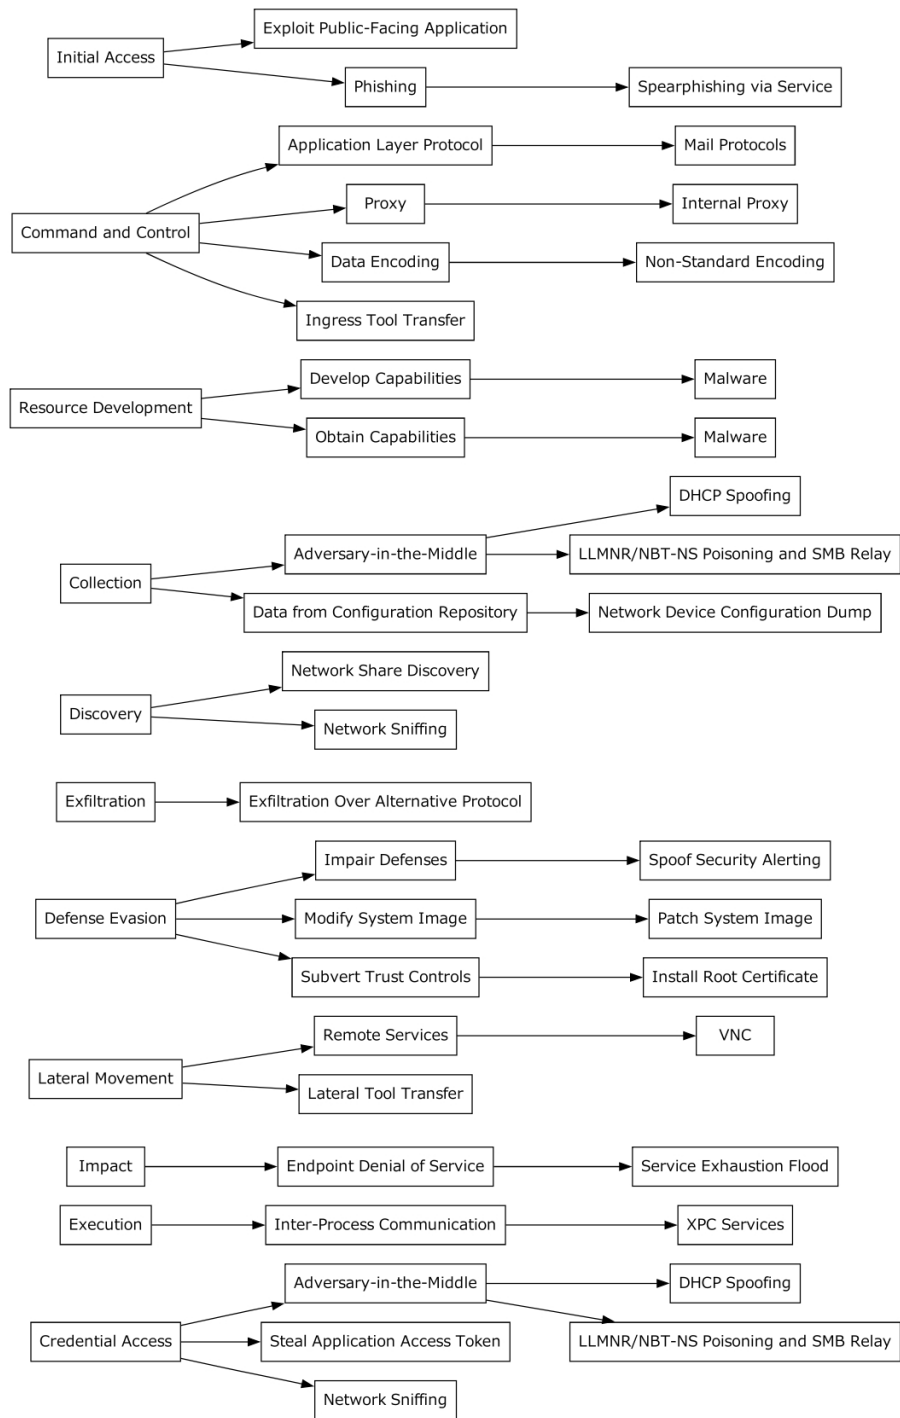 Exploit Public-Facing Application
Initial Access
Phishing
Spearphishing via Service
Application Layer Protocol
Mail Protocols
Proxy
Internal Proxy
Command and Control
Data Encoding
Non-Standard Encoding
Ingress Tool Transfer
Develop Capabilities
Malware
Resource Development
Obtain Capabilities
Malware
DHCP Spoofing
Adversary-in-the-Middle
LLMNR/NBT-NS Poisoning and SMB Relay
Collection
Data from Configuration Repository
Network Device Configuration Dump
Network Share Discovery
Discovery
Network Sniffing
Exfiltration
Exfiltration Over Alternative Protocol
Impair Defenses
Spoof Security Alerting
Defense Evasion
Modify System Image
Patch System Image
Subvert Trust Controls
Install Root Certificate
Remote Services
VNC
Lateral Movement
Lateral Tool Transfer
Impact
Endpoint Denial of Service
Service Exhaustion Flood
Execution
Inter-Process Communication
XPC Services
Adversary-in-the-Middle
DHCP Spoofing
Credential Access
Steal Application Access Token
LLMNR/NBT-NS Poisoning and SMB Relay
Network Sniffing